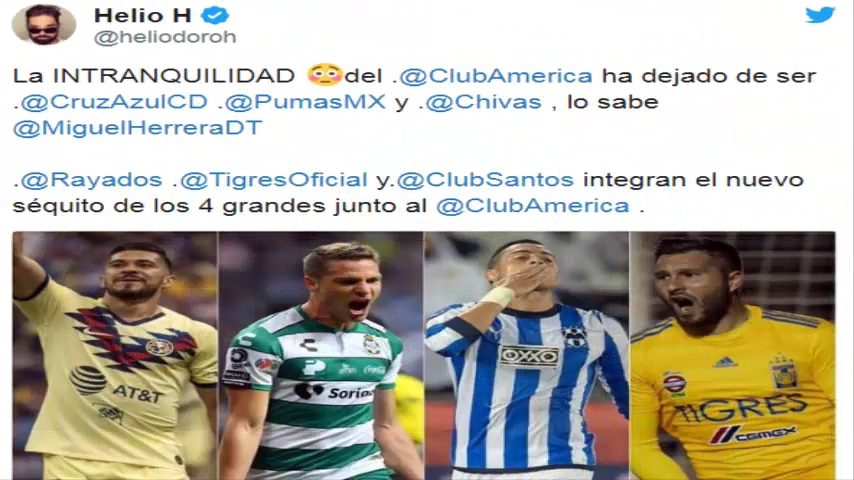 Helio H
@heliodoroh
La INTRANQUILIDAD 😳del .@ClubAmerica ha dejado de ser
.@CruzAzulCD .@PumasMX y .@Chivas , lo sabe
@MiguelHerreraDT
.@Rayados .@TigresOficial y.@ClubSantos integran el nuevo
séquito de los 4 grandes junto al @ClubAmerica .
AT&T
Soriana
OXXO
TIGRES
CEMEX